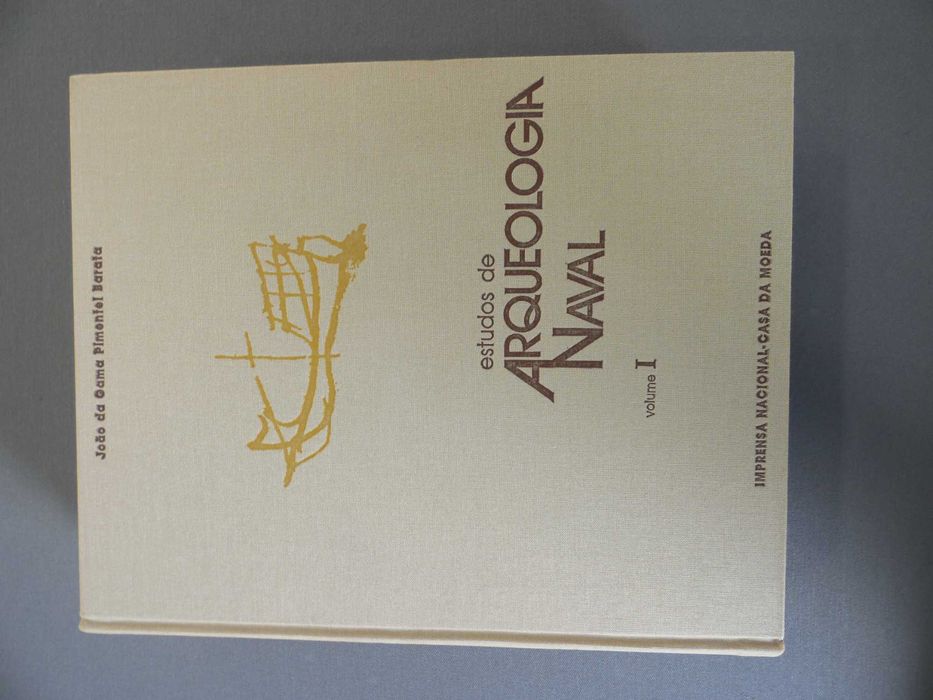 João da Gama Pimentel Barata
estudos de
ARQUEOLOGIA
NAVAL
volume I
IMPRENSA NACIONAL-CASA DA MOEDA